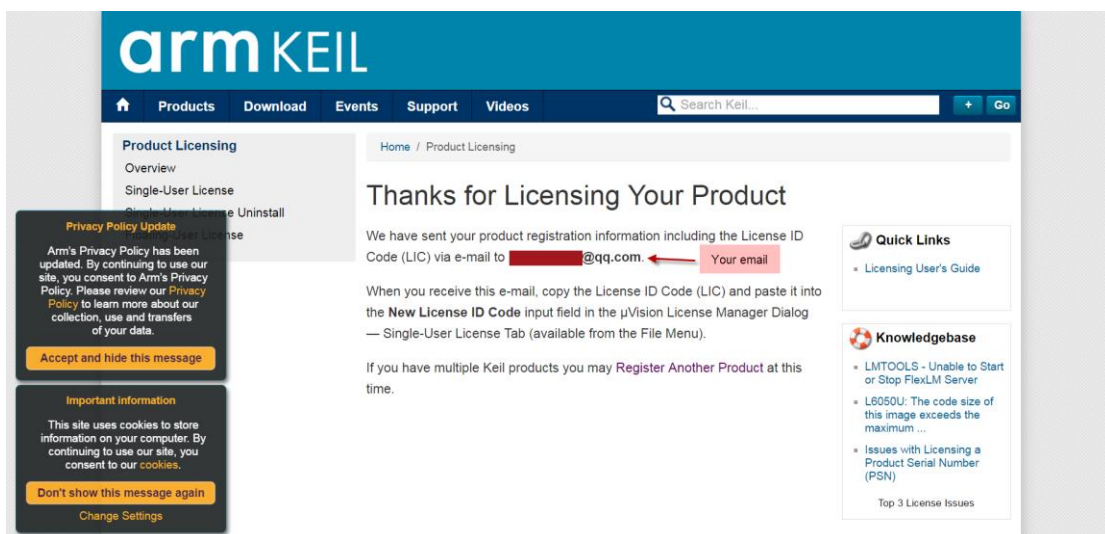 arm KEIL
Products Download Events Support Videos
Search Keil...
+ Go
Product Licensing
Overview
Single-User License
Single-User License Uninstall
Floating-User License
Home / Product Licensing
Thanks for Licensing Your Product
We have sent your product registration information including the License ID
Code (LIC) via e-mail to @qq.com.
Your email
When you receive this e-mail, copy the License ID Code (LIC) and paste it into
the New License ID Code input field in the µVision License Manager Dialog
— Single-User License Tab (available from the File Menu).
If you have multiple Keil products you may Register Another Product at this
time.
Quick Links
Licensing User's Guide
Knowledgebase
LMTOOLS - Unable to Start
or Stop FlexLM Server
L6050U: The code size of
this image exceeds the
maximum ...
Issues with Licensing a
Product Serial Number
(PSN)
Top 3 License Issues
Privacy Policy Update
Arm's Privacy Policy has been
updated. By continuing to use our
site, you consent to Arm's Privacy
Policy. Please review our Privacy
Policy to learn more about our
collection, use and transfers
of your data.
Accept and hide this message
Important information
This site uses cookies to store
information on your computer. By
continuing to use our site, you
consent to our cookies.
Don't show this message again
Change Settings